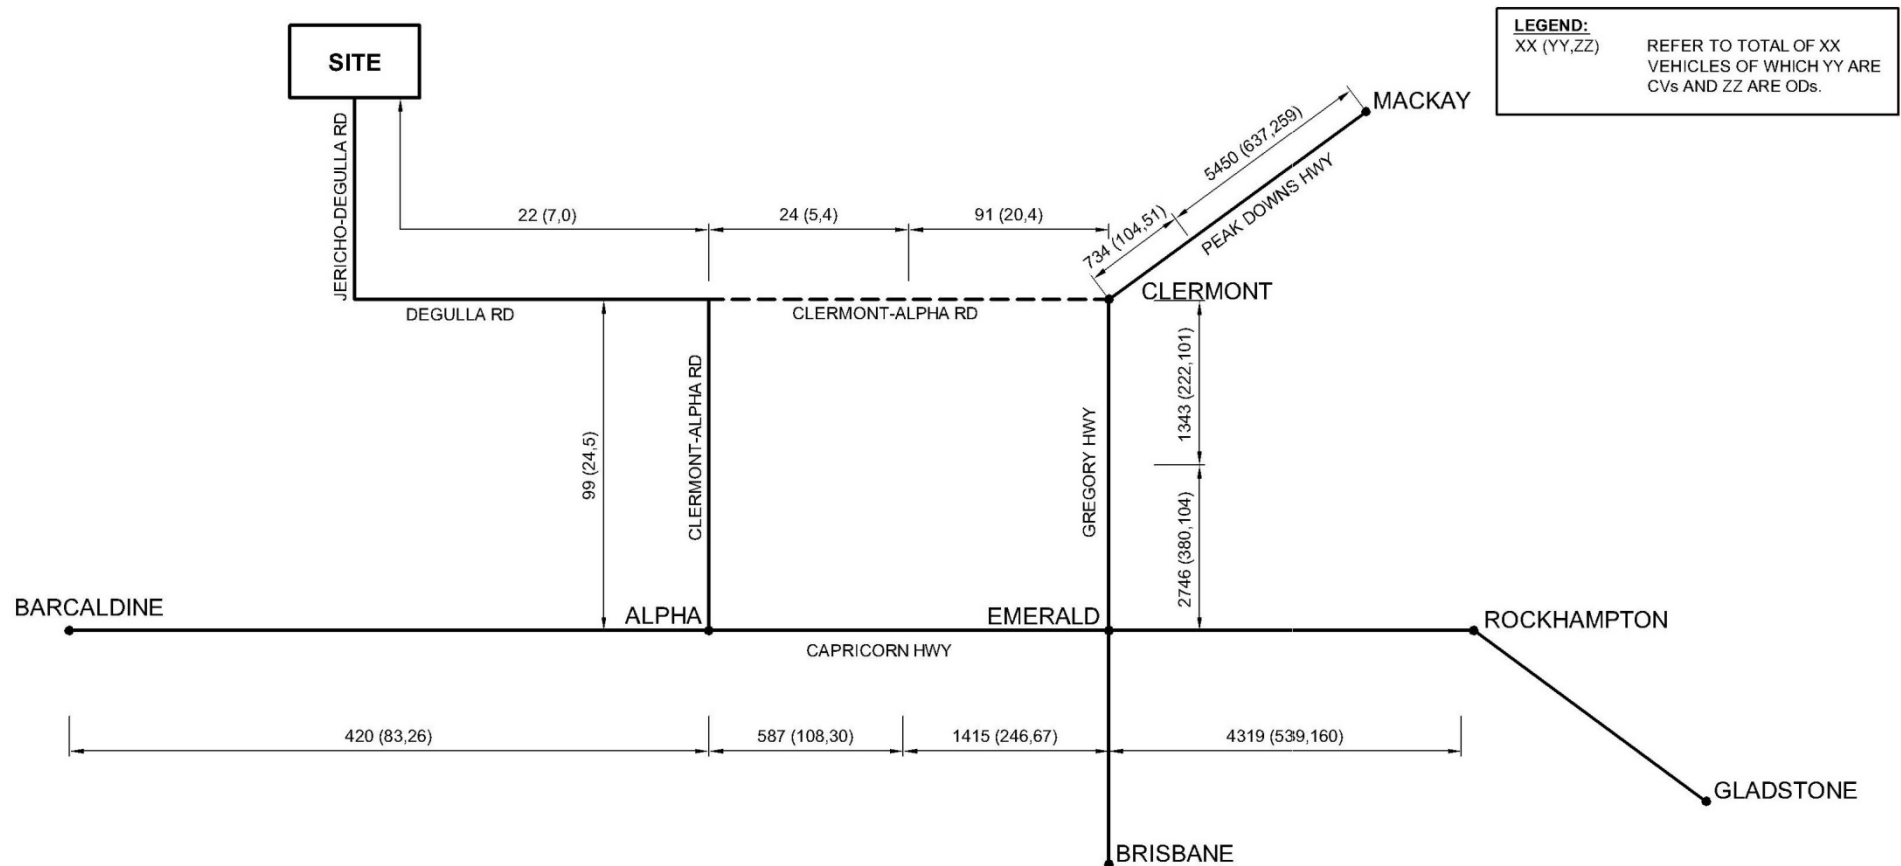 LEGEND:
XX (YY,ZZ)
REFER TO TOTAL OF XX
VEHICLES OF WHICH YY ARE
CVs AND ZZ ARE ODs.
SITE
MACKAY
JERICHO-DEGULLA RD
5450 (637,259)
PEAK DOWNS HWY
734 (104,51)
22 (7,0)
24 (5,4)
91 (20,4)
CLERMONT
DEGULLA RD
CLERMONT-ALPHA RD
99 (24,5)
CLERMONT-ALPHA RD
GREGORY HWY
1343 (222,101)
2746 (380,104)
BARCALDINE
ALPHA
EMERALD
ROCKHAMPTON
CAPRICORN HWY
420 (83,26)
587 (108,30)
1415 (246,67)
4319 (539,160)
GLADSTONE
BRISBANE